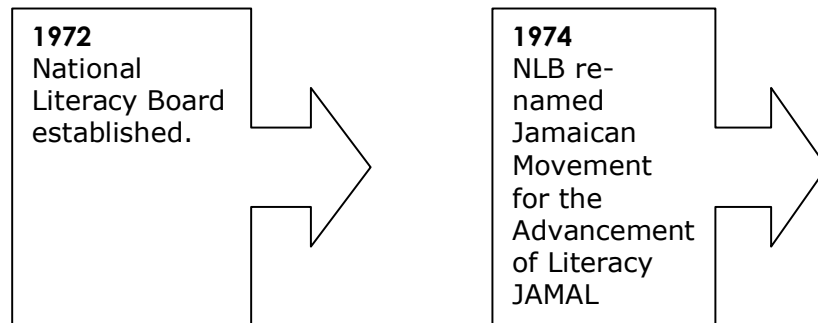 1972
National
Literacy Board
established.
1974
NLB re-
named
Jamaican
Movement
for the
Advancement
of Literacy
JAMAL